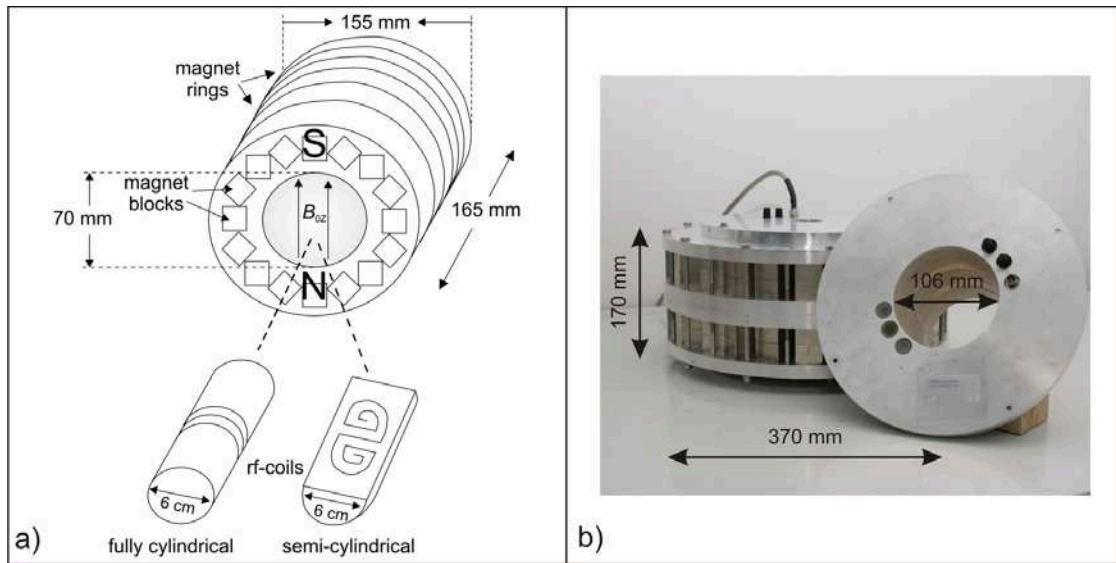 155 mm
magnet
rings
S
magnet
blocks
70 mm
B0Z
165 mm
N
rf-coils
6 cm
6 cm
fully cylindrical
semi-cylindrical
a)
170 mm
106 mm
370 mm
b)